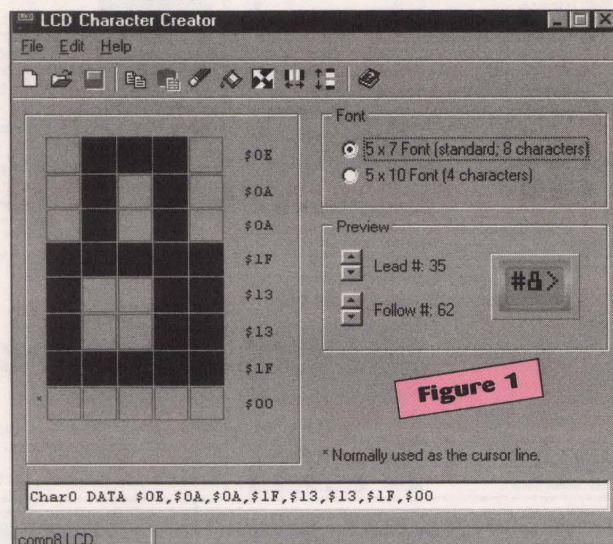 LCD Character Creator
File Edit Help
$0E
$0A
$0A
$1F
$13
$13
$1F
* $00
Font
5 x 7 Font (standard; 8 characters)
5 x 10 Font (4 characters)
Preview
Lead #: 35
Follow #: 62
#>
Figure 1
* Normally used as the cursor line.
Char0 DATA $0E,$0A,$0A,$1F,$13,$13,$1F,$00
comp8.LCD